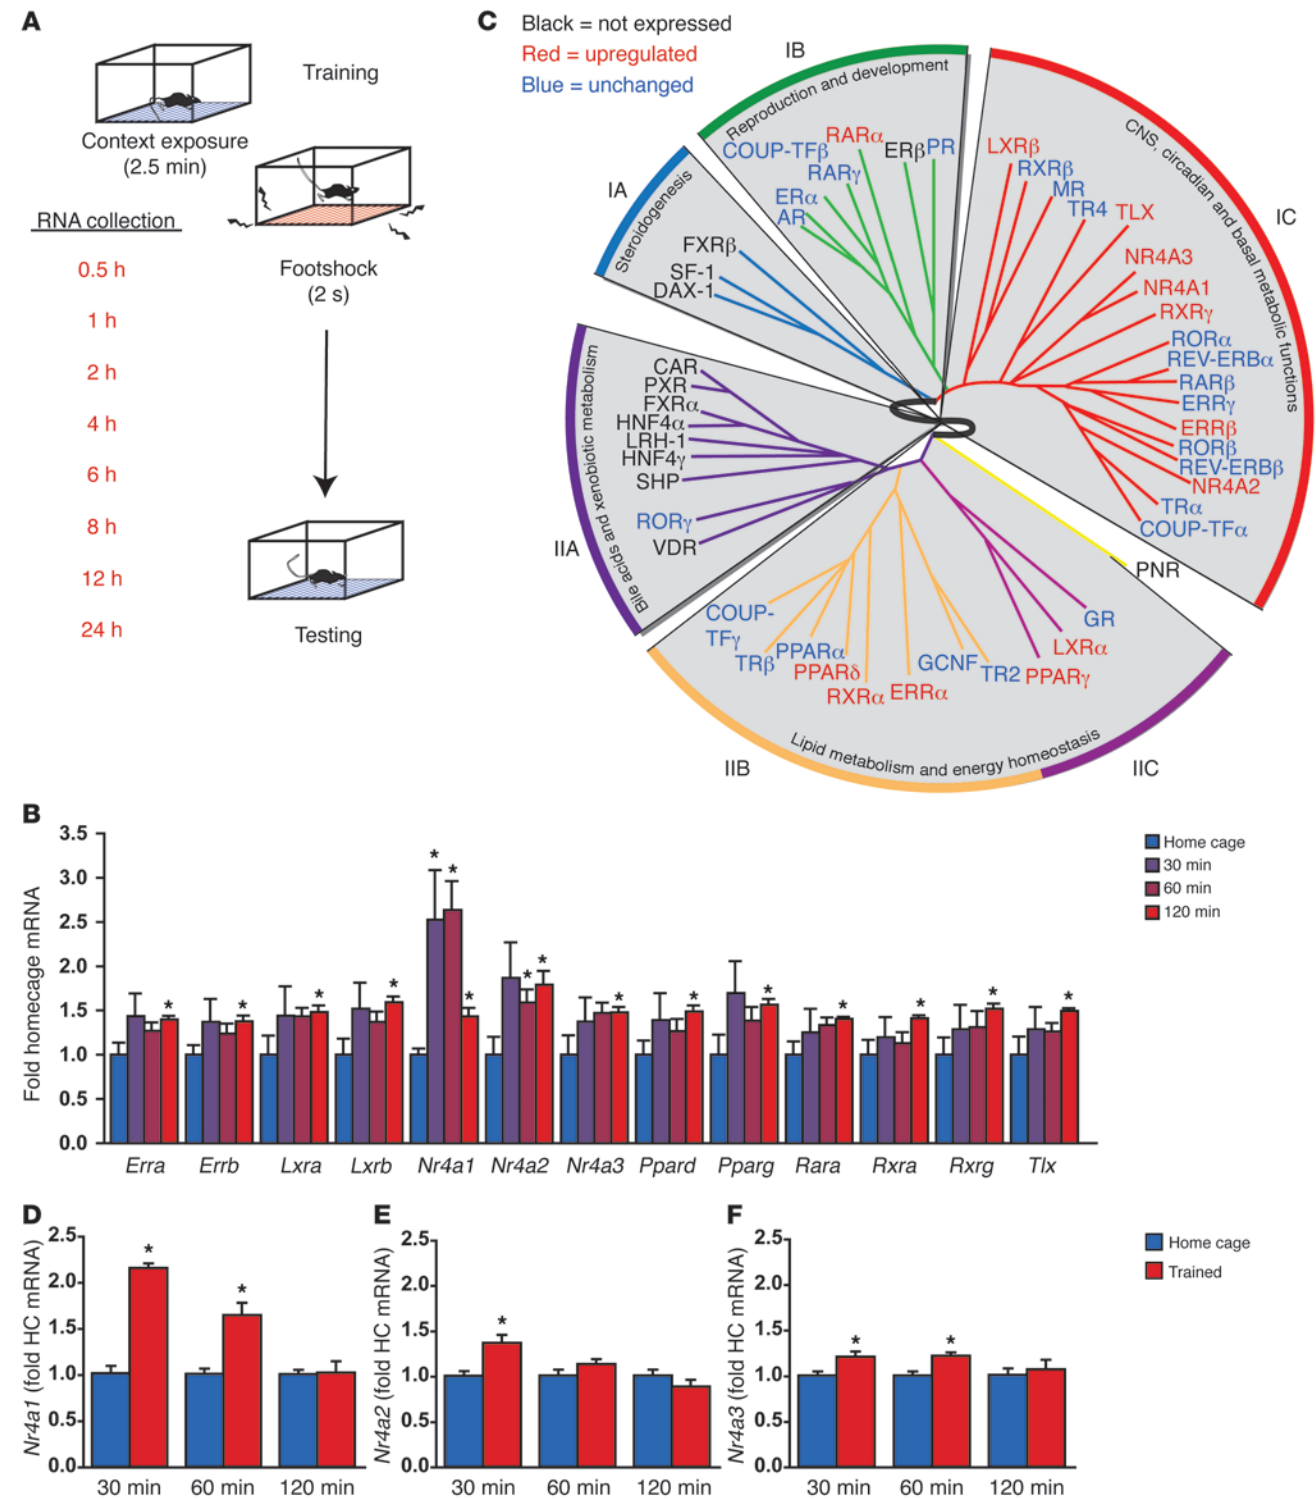 A
Training
Context exposure
(2.5 min)
RNA collection
0.5 h
1 h
2 h
4 h
6 h
8 h
12 h
24 h
Footshock
(2 s)
Testing
C
Black = not expressed
Red = upregulated
Blue = unchanged
IA
Steroidogenesis
FXRβ
SF-1
DAX-1
IB
Reproduction and development
COUP-TFβ
RARα
RARγ
ERα
AR
ERβ
PR
IC
CNS, circadian and basal metabolic functions
LXRβ
RXRβ
MR
TR4
TLX
NR4A3
NR4A1
RXRγ
RORα
REV-ERBα
RARβ
ERRγ
ERRβ
RORβ
REV-ERBβ
NR4A2
TRα
COUP-TFα
PNR
IIA
Bile acids and xenobiotic metabolism
CAR
PXR
FXRα
HNF4α
LRH-1
HNF4γ
SHP
RORγ
VDR
IIB
Lipid metabolism and energy homeostasis
COUP-
TFγ
TRβ
PPARα
PPARδ
RXRα
ERRα
GCNF
TR2
PPARγ
LXRα
GR
IIC
B
Fold homecage mRNA
3.5
3.0
2.5
2.0
1.5
1.0
0.5
0.0
* * * * * * * * * * * * * * * * 
Erra Errb Lxra Lxrb Nr4a1 Nr4a2 Nr4a3 Ppard Pparg Rara Rxra Rxrg Tlx
Home cage
30 min
60 min
120 min
D
Nr4a1 (fold HC mRNA)
2.5
2.0
1.5
1.0
0.5
0.0
* *
30 min 60 min 120 min
E
Nr4a2 (fold HC mRNA)
2.5
2.0
1.5
1.0
0.5
0.0
*
30 min 60 min 120 min
F
Nr4a3 (fold HC mRNA)
2.5
2.0
1.5
1.0
0.5
0.0
* *
30 min 60 min 120 min
Home cage
Trained